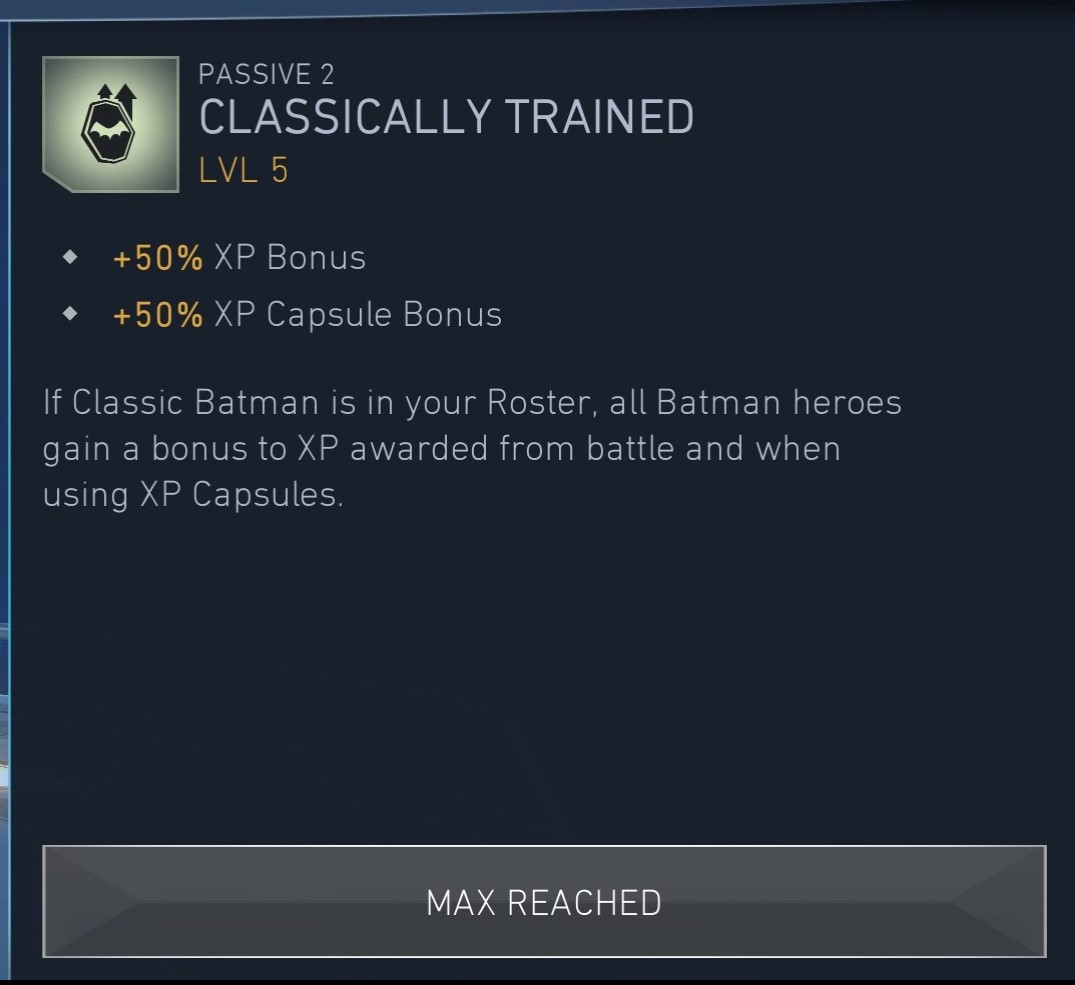 PASSIVE 2
CLASSICALLY TRAINED
LVL 5
+50% XP Bonus
+50% XP Capsule Bonus
If Classic Batman is in your Roster, all Batman heroes
gain a bonus to XP awarded from battle and when
using XP Capsules.
MAX REACHED